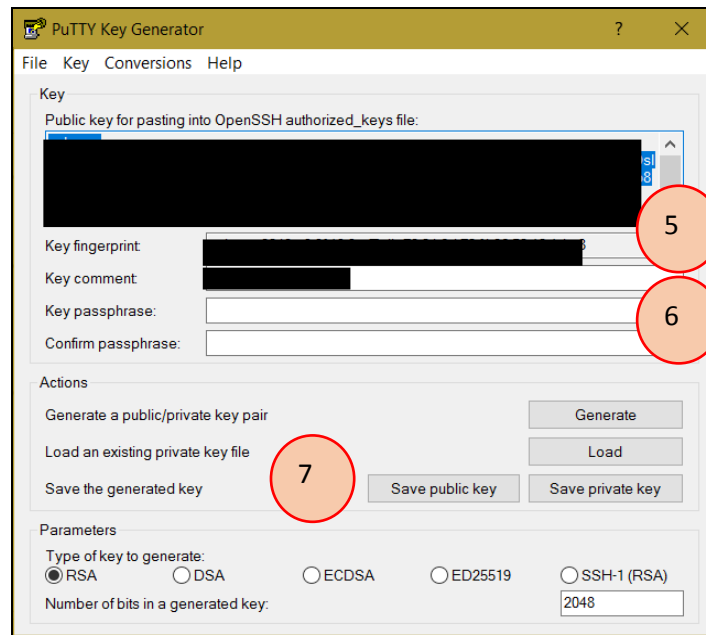 PuTTY Key Generator ? ×
File Key Conversions Help
Key
Public key for pasting into OpenSSH authorized_keys file:
5
Key fingerprint:
Key comment:
Key passphrase:
6
Confirm passphrase:
Actions
Generate a public/private key pair Generate
Load an existing private key file Load
Save the generated key 7 Save public key Save private key
Parameters
Type of key to generate:
RSA DSA ECDSA ED25519 SSH-1 (RSA)
Number of bits in a generated key: 2048